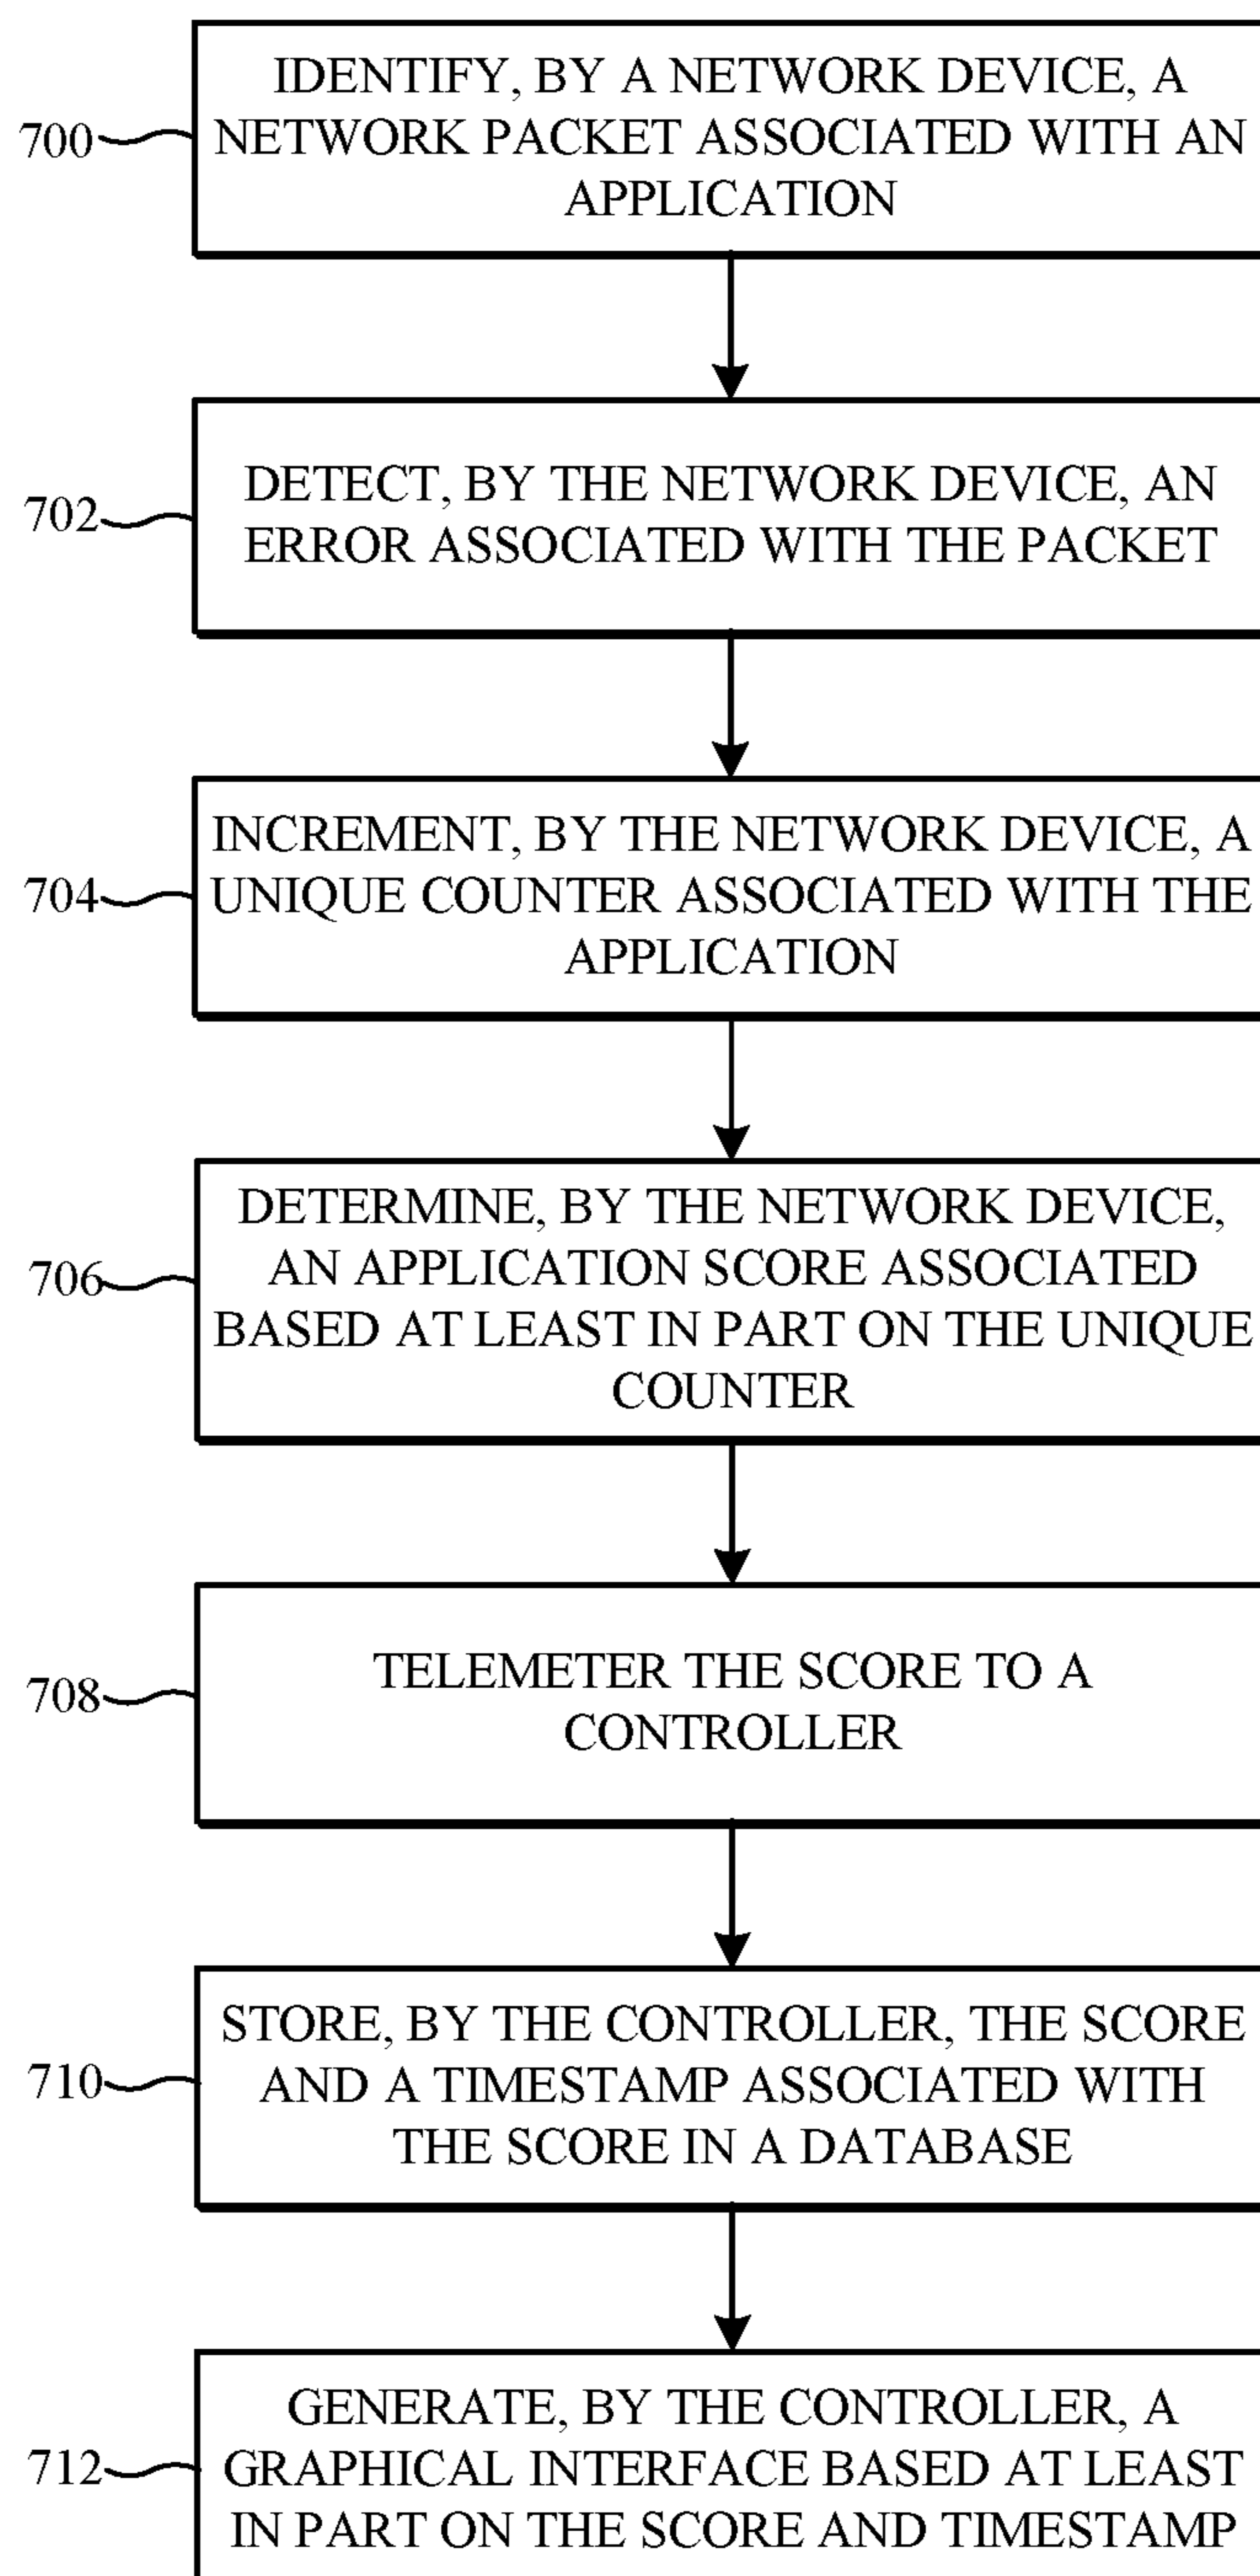 IDENTIFY, BY A NETWORK DEVICE, A
700
NETWORK PACKET ASSOCIATED WITH AN
APPLICATION
DETECT, BY THE NETWORK DEVICE, AN
702
ERROR ASSOCIATED WITH THE PACKET
INCREMENT, BY THE NETWORK DEVICE, A
704
UNIQUE COUNTER ASSOCIATED WITH THE
APPLICATION
DETERMINE, BY THE NETWORK DEVICE,
706
AN APPLICATION SCORE ASSOCIATED
BASED AT LEAST IN PART ON THE UNIQUE
COUNTER
TELEMETER THE SCORE TO A
708
CONTROLLER
STORE, BY THE CONTROLLER, THE SCORE
710
AND A TIMESTAMP ASSOCIATED WITH
THE SCORE IN A DATABASE
GENERATE, BY THE CONTROLLER, A
712
GRAPHICAL INTERFACE BASED AT LEAST
IN PART ON THE SCORE AND TIMESTAMP